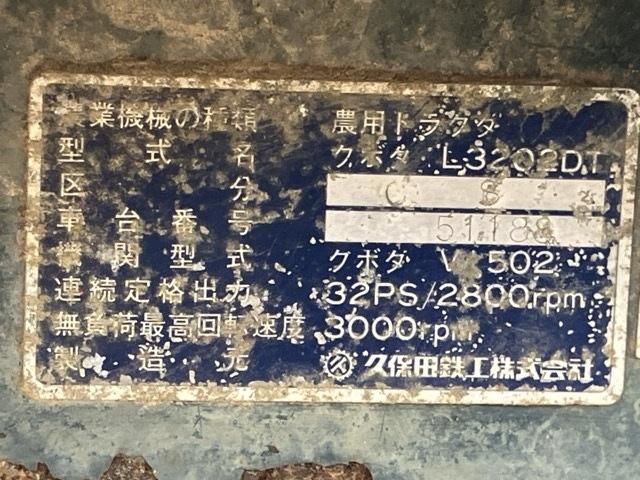 農業機械の種類 農用トラクタ
型式名 クボタ L3202DT
区分 C S
車台番号 51188
機関型式 クボタ V1502
連続定格出力 32PS/2800rpm
無負荷最高回転速度 3000rpm
製造元 久保田鉄工株式会社